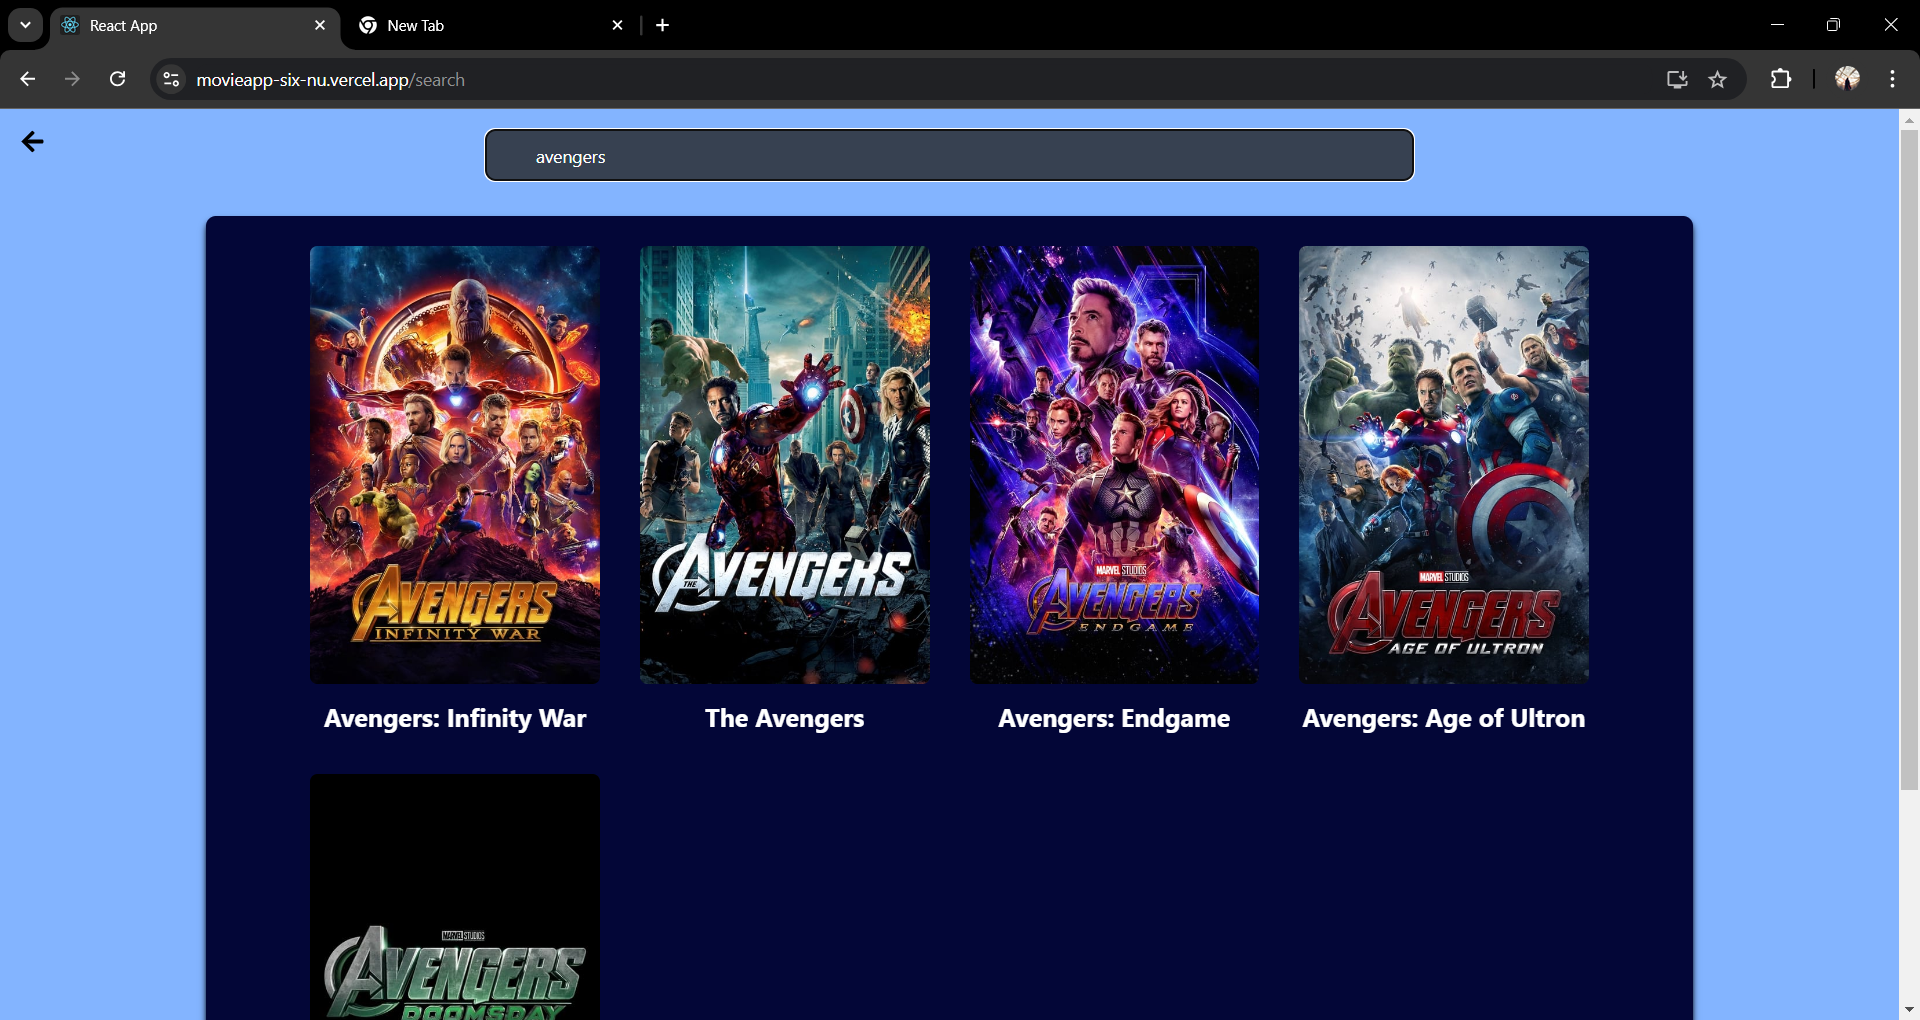 React App
New Tab
movieapp-six-nu.vercel.app/search
avengers
AVENGERS
INFINITY WAR
THE AVENGERS
MARVEL STUDIOS
AVENGERS
ENDGAME
MARVEL STUDIOS
AVENGERS
AGE OF ULTRON
Avengers: Infinity War
The Avengers
Avengers: Endgame
Avengers: Age of Ultron
MARVEL STUDIOS
AVENGERS
DOOMSDAY